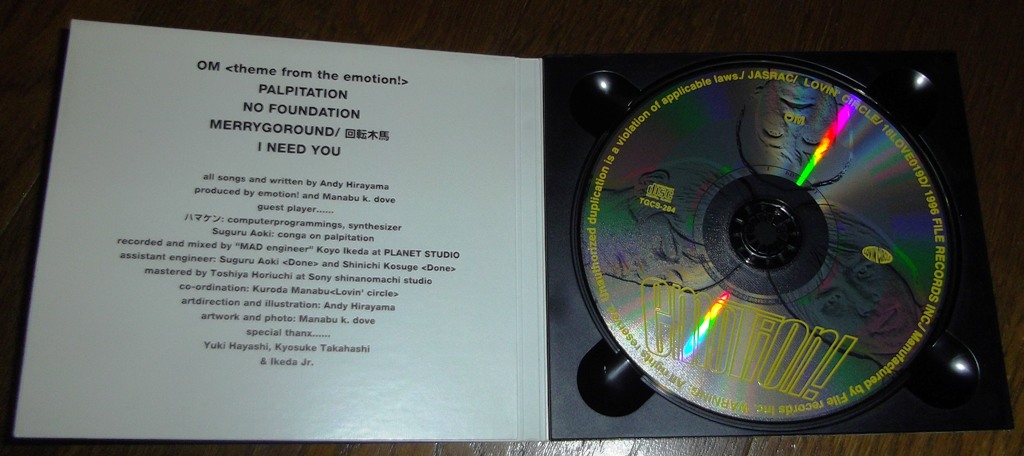 OM <theme from the emotion!>
PALPITATION
NO FOUNDATION
MERRYGOROUND/ 回転木馬
I NEED YOU
all songs and written by Andy Hirayama
produced by emotion! and Manabu k. dove
guest player......
ハマケン: computerprogrammings, synthesizer
Suguru Aoki: conga on palpitation
recorded and mixed by "MAD engineer" Koyo Ikeda at PLANET STUDIO
assistant engineer: Suguru Aoki <Done> and Shinichi Kosuge <Done>
mastered by Toshiya Horiuchi at Sony shinanomachi studio
co-ordination: Kuroda Manabu<Lovin' circle>
artdirection and illustration: Andy Hirayama
artwork and photo: Manabu k. dove
special thanx......
Yuki Hayashi, Kyosuke Takahashi
& Ikeda Jr.
OM
TGCS-284
emotion!
Unauthorized duplication is a violation of applicable laws./ JASRAC/ LOVIN' CIRCLE/ TBLOVE019D/ 1996 FILE RECORDS INC./ Manufactured by File records Inc. WARNING: All rights reserved.